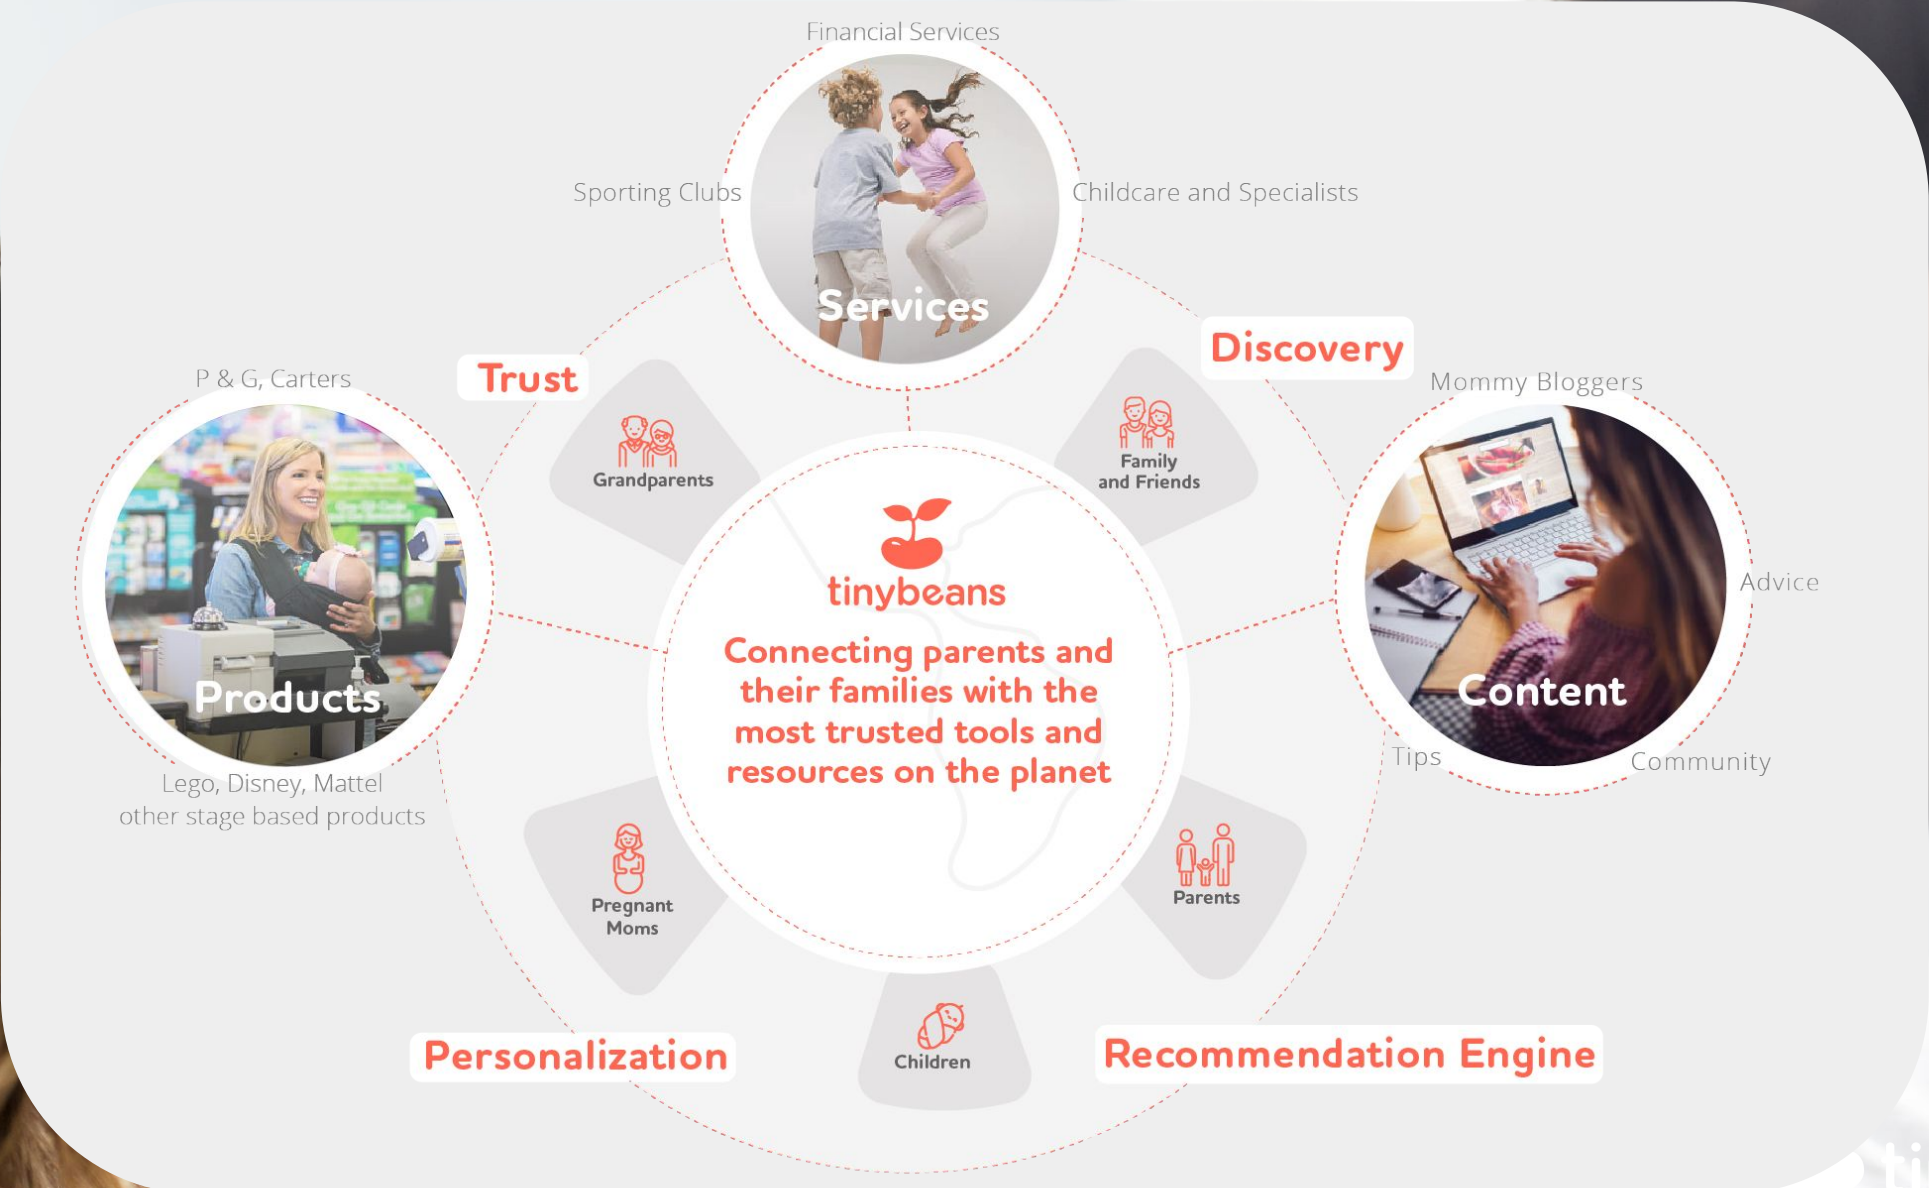 Financial Services
Sporting Clubs
Childcare and Specialists
Services
Discovery
Trust
P & G, Carters
Mommy Bloggers
Family
and Friends
Grandparents
tinybeans
Advice
Connecting parents and
their families with the
most trusted tools and
resources on the planet
Products
Content
Tips
Community
Lego, Disney, Mattel
other stage based products
Pregnant
Moms
Parents
Children
Personalization
Recommendation Engine